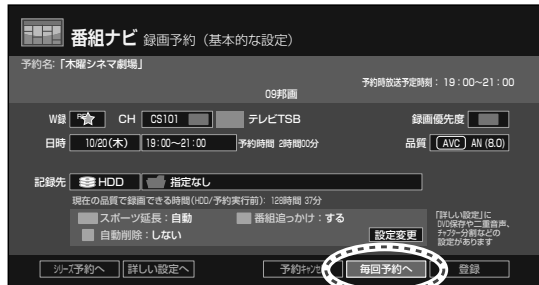 番組ナビ 録画予約（基本的な設定）
予約名:「木曜シネマ劇場」
予約時放送予定時刻：19:00〜21:00
09邦画
W録 CH CS101 テレビTSB 録画優先度
日時 10/20(木) 19:00〜21:00 予約時間 2時間00分 品質 AVC AN (8.0)
記録先 HDD 指定なし
現在の品質で録画できる時間(HDD/予約実行前)：128時間 37分
スポーツ延長：自動 番組追っかけ：する
自動削除：しない 設定変更
「詳しい設定」に
DVD保存や二重音声、
チャプター分割などの
設定があります
シリーズ予約へ 詳しい設定へ 予約キャンセル 毎回予約へ 登録